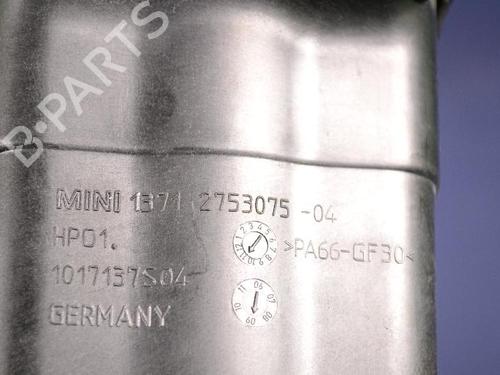 B-PARTS
MINI 1371 2753075 -04
HP01.
>PA66-GF30<
1017137S04
GERMANY